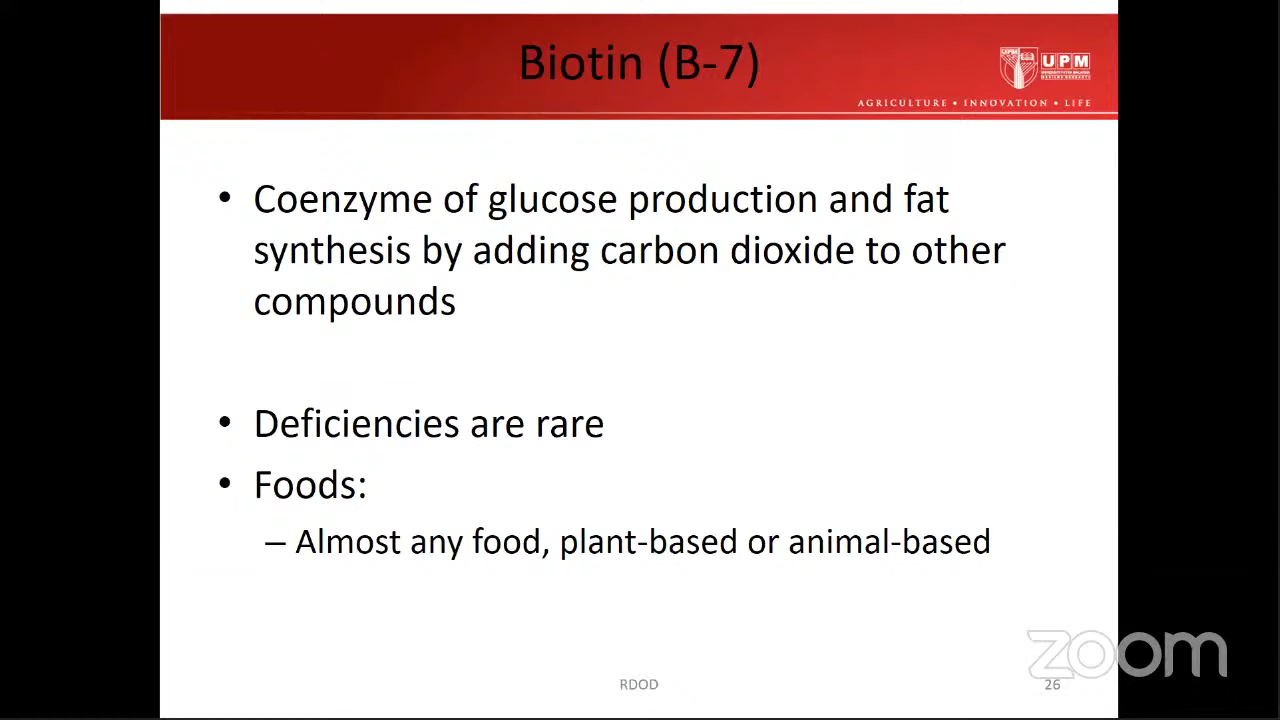 Biotin (B-7)
UPM
AGRICULTURE • INNOVATION • LIFE
• Coenzyme of glucose production and fat
synthesis by adding carbon dioxide to other
compounds
• Deficiencies are rare
• Foods:
– Almost any food, plant-based or animal-based
zoom
RDOD
26